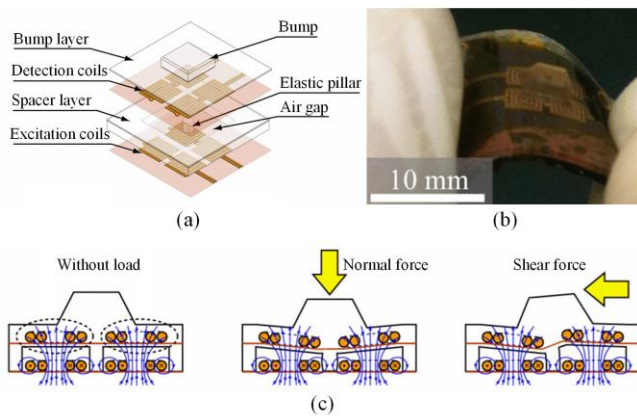 Bump layer
Bump
Detection coils
Elastic pillar
Spacer layer
Air gap
Excitation coils
10 mm
(a)
(b)
Without load
Normal force
Shear force
(c)